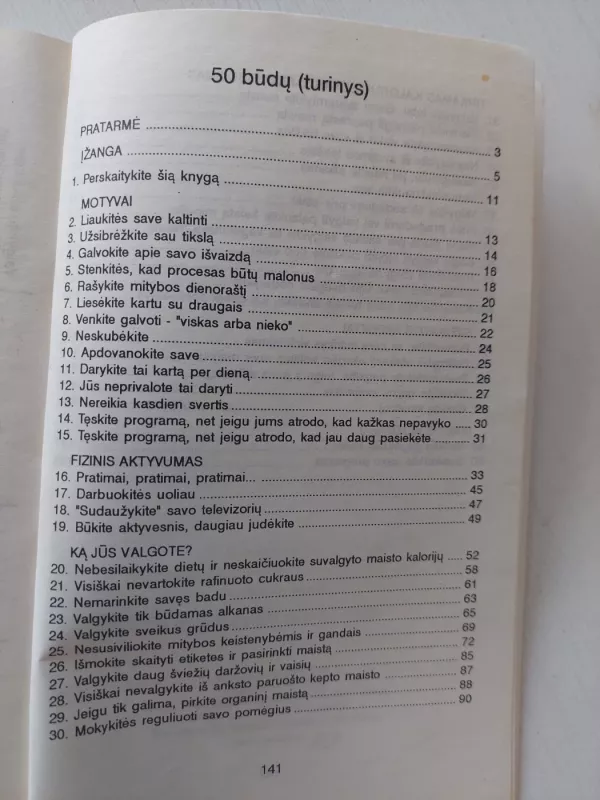 50 būdų (turinys)
PRATARMĖ ........ 3
ĮŽANGA ........ 5
1. Perskaitykite šią knygą ........ 11
MOTYVAI
2. Liaukitės save kaltinti ........ 13
3. Užsibrėžkite sau tikslą ........ 14
4. Galvokite apie savo išvaizdą ........ 16
5. Stenkitės, kad procesas būtų malonus ........ 18
6. Rašykite mitybos dienoraštį ........ 20
7. Liesėkite kartu su draugais ........ 21
8. Venkite galvoti - "viskas arba nieko" ........ 22
9. Neskubėkite ........ 24
10. Apdovanokite save ........ 25
11. Darykite tai kartą per dieną. ........ 26
12. Jūs neprivalote tai daryti ........ 27
13. Nereikia kasdien svertis ........ 28
14. Tęskite programą, net jeigu jums atrodo, kad kažkas nepavyko ..... 30
15. Tęskite programą, net jeigu atrodo, kad jau daug pasiekėte ........ 31
FIZINIS AKTYVUMAS
16. Pratimai, pratimai, pratimai... ........ 33
17. Darbuokitės uoliau ........ 45
18. "Sudaužykite" savo televizorių ........ 47
19. Būkite aktyvesnis, daugiau judėkite ........ 49
KĄ JŪS VALGOTE?
20. Nebesilaikykite dietų ir neskaičiuokite suvalgyto maisto kalorijų ..... 52
21. Visiškai nevartokite rafinuoto cukraus ........ 58
22. Nemarinkite savęs badu ........ 61
23. Valgykite tik būdamas alkanas ........ 63
24. Valgykite sveikus grūdus ........ 65
25. Nesusiviliokite mitybos keistenybėmis ir gandais ........ 69
26. Išmokite skaityti etiketes ir pasirinkti maistą ........ 72
27. Valgykite daug šviežių daržovių ir vaisių ........ 85
28. Visiškai nevalgykite iš anksto paruošto kepto maisto ........ 87
29. Jeigu tik galima, pirkite organinį maistą ........ 88
30. Mokykitės reguliuoti savo pomėgius ........ 90
141